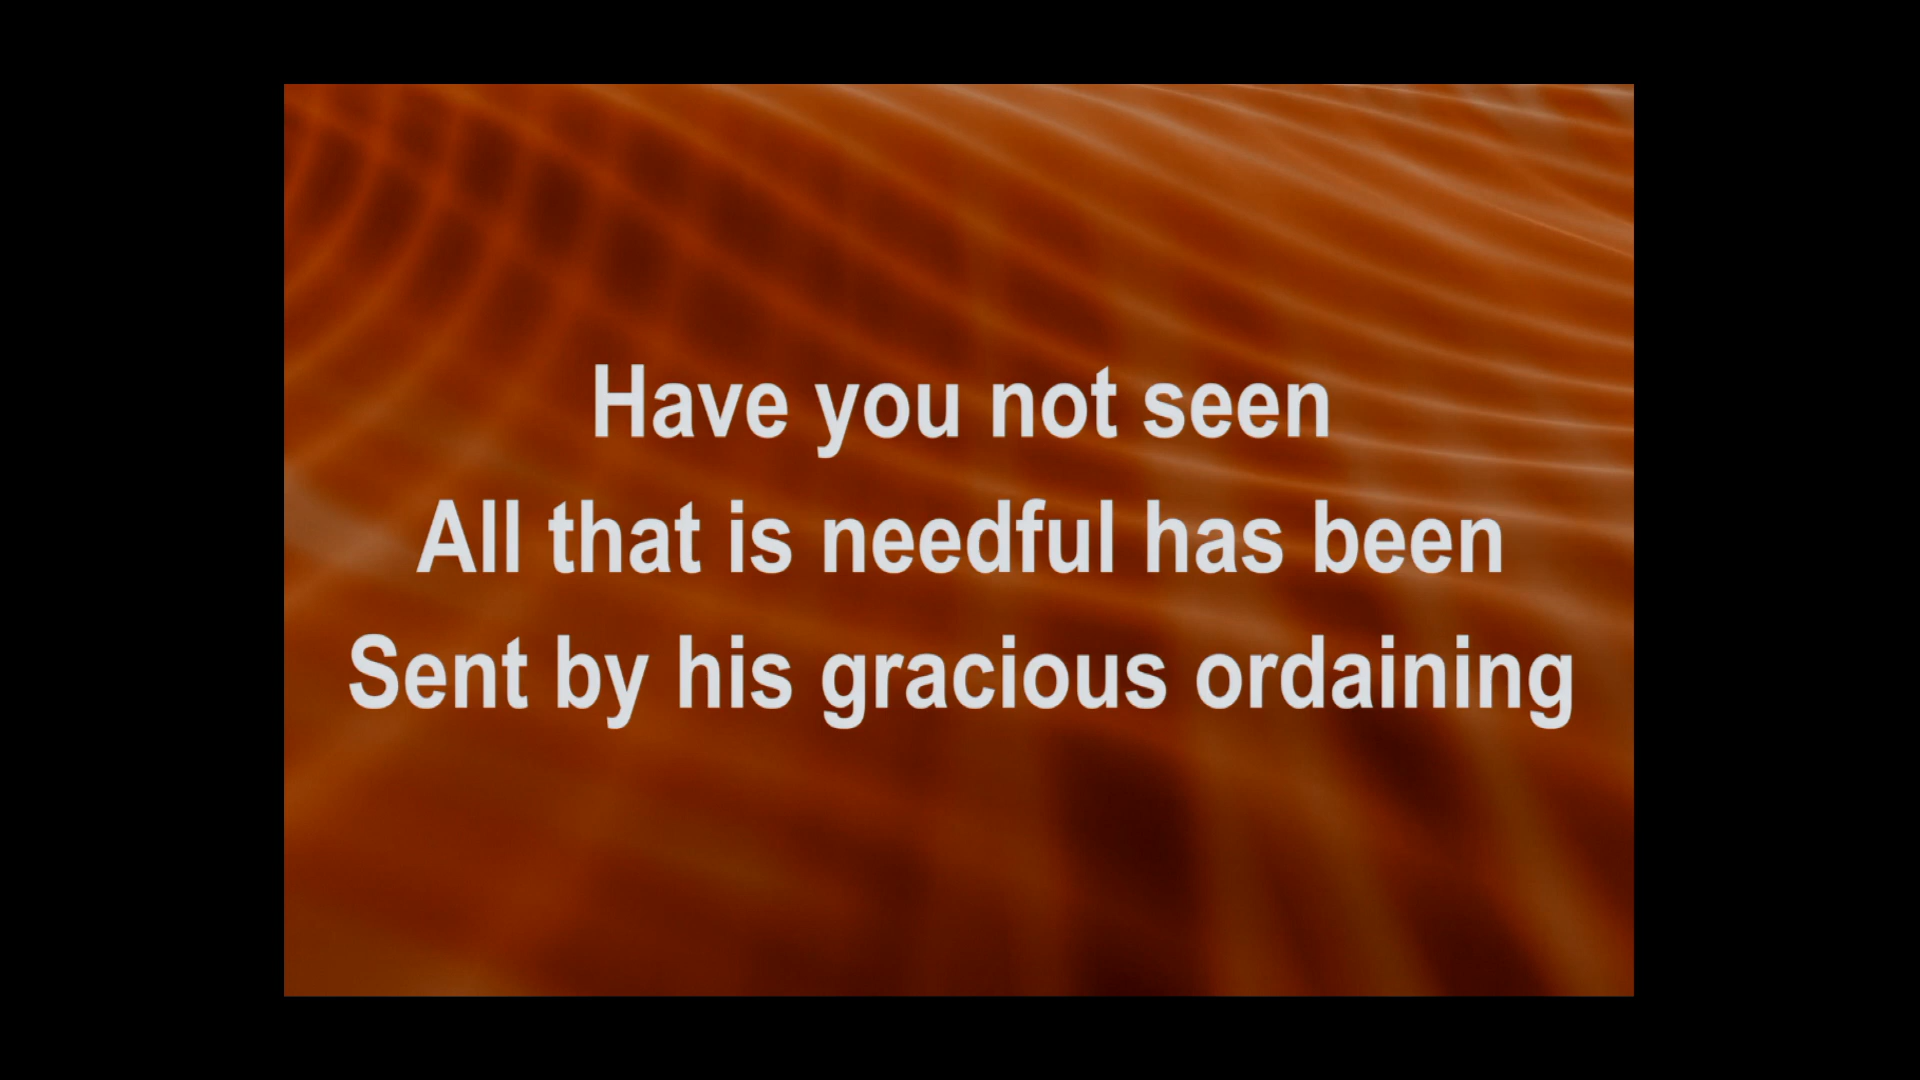 Have you not seen
All that is needful has been
Sent by his gracious ordaining